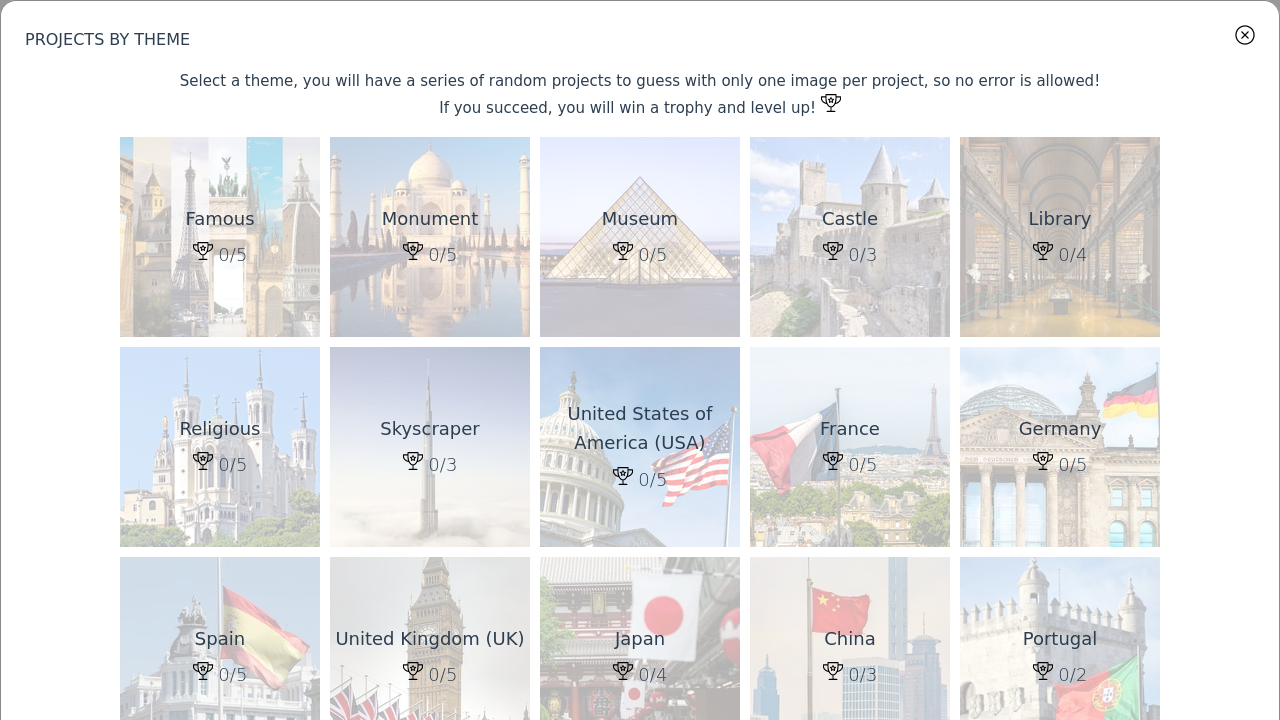 PROJECTS BY THEME
Select a theme, you will have a series of random projects to guess with only one image per project, so no error is allowed!
If you succeed, you will win a trophy and level up!
Famous
0/5
Monument
0/5
Museum
0/5
Castle
0/3
Library
0/4
Religious
0/5
Skyscraper
0/3
United States of
America (USA)
0/5
France
0/5
Germany
0/5
Spain
0/5
United Kingdom (UK)
0/5
Japan
0/4
China
0/3
Portugal
0/2